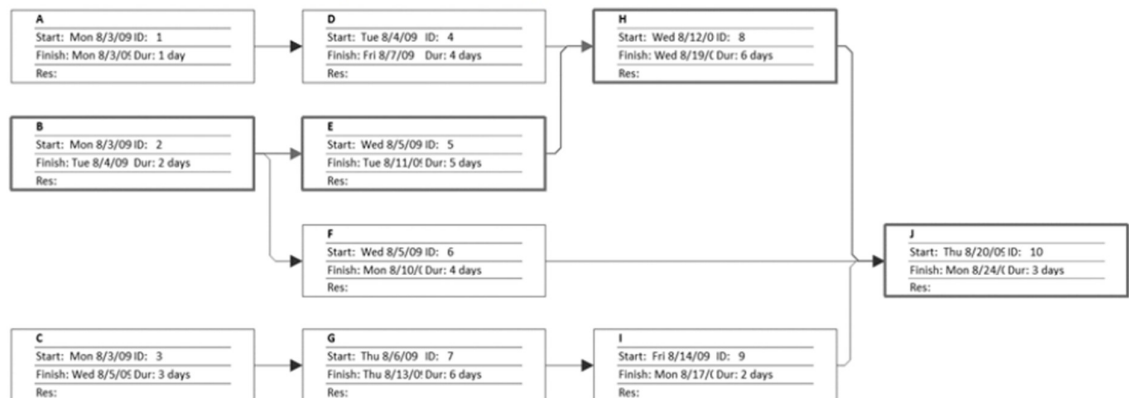 A
Start: Mon 8/3/09 ID: 1
Finish: Mon 8/3/09 Dur: 1 day
Res:
D
Start: Tue 8/4/09 ID: 4
Finish: Fri 8/7/09 Dur: 4 days
Res:
H
Start: Wed 8/12/0 ID: 8
Finish: Wed 8/19/0 Dur: 6 days
Res:
B
Start: Mon 8/3/09 ID: 2
Finish: Tue 8/4/09 Dur: 2 days
Res:
E
Start: Wed 8/5/09 ID: 5
Finish: Tue 8/11/09 Dur: 5 days
Res:
F
Start: Wed 8/5/09 ID: 6
Finish: Mon 8/10/0 Dur: 4 days
Res:
J
Start: Thu 8/20/09 ID: 10
Finish: Mon 8/24/0 Dur: 3 days
Res:
C
Start: Mon 8/3/09 ID: 3
Finish: Wed 8/5/09 Dur: 3 days
Res:
G
Start: Thu 8/6/09 ID: 7
Finish: Thu 8/13/09 Dur: 6 days
Res:
I
Start: Fri 8/14/09 ID: 9
Finish: Mon 8/17/0 Dur: 2 days
Res: